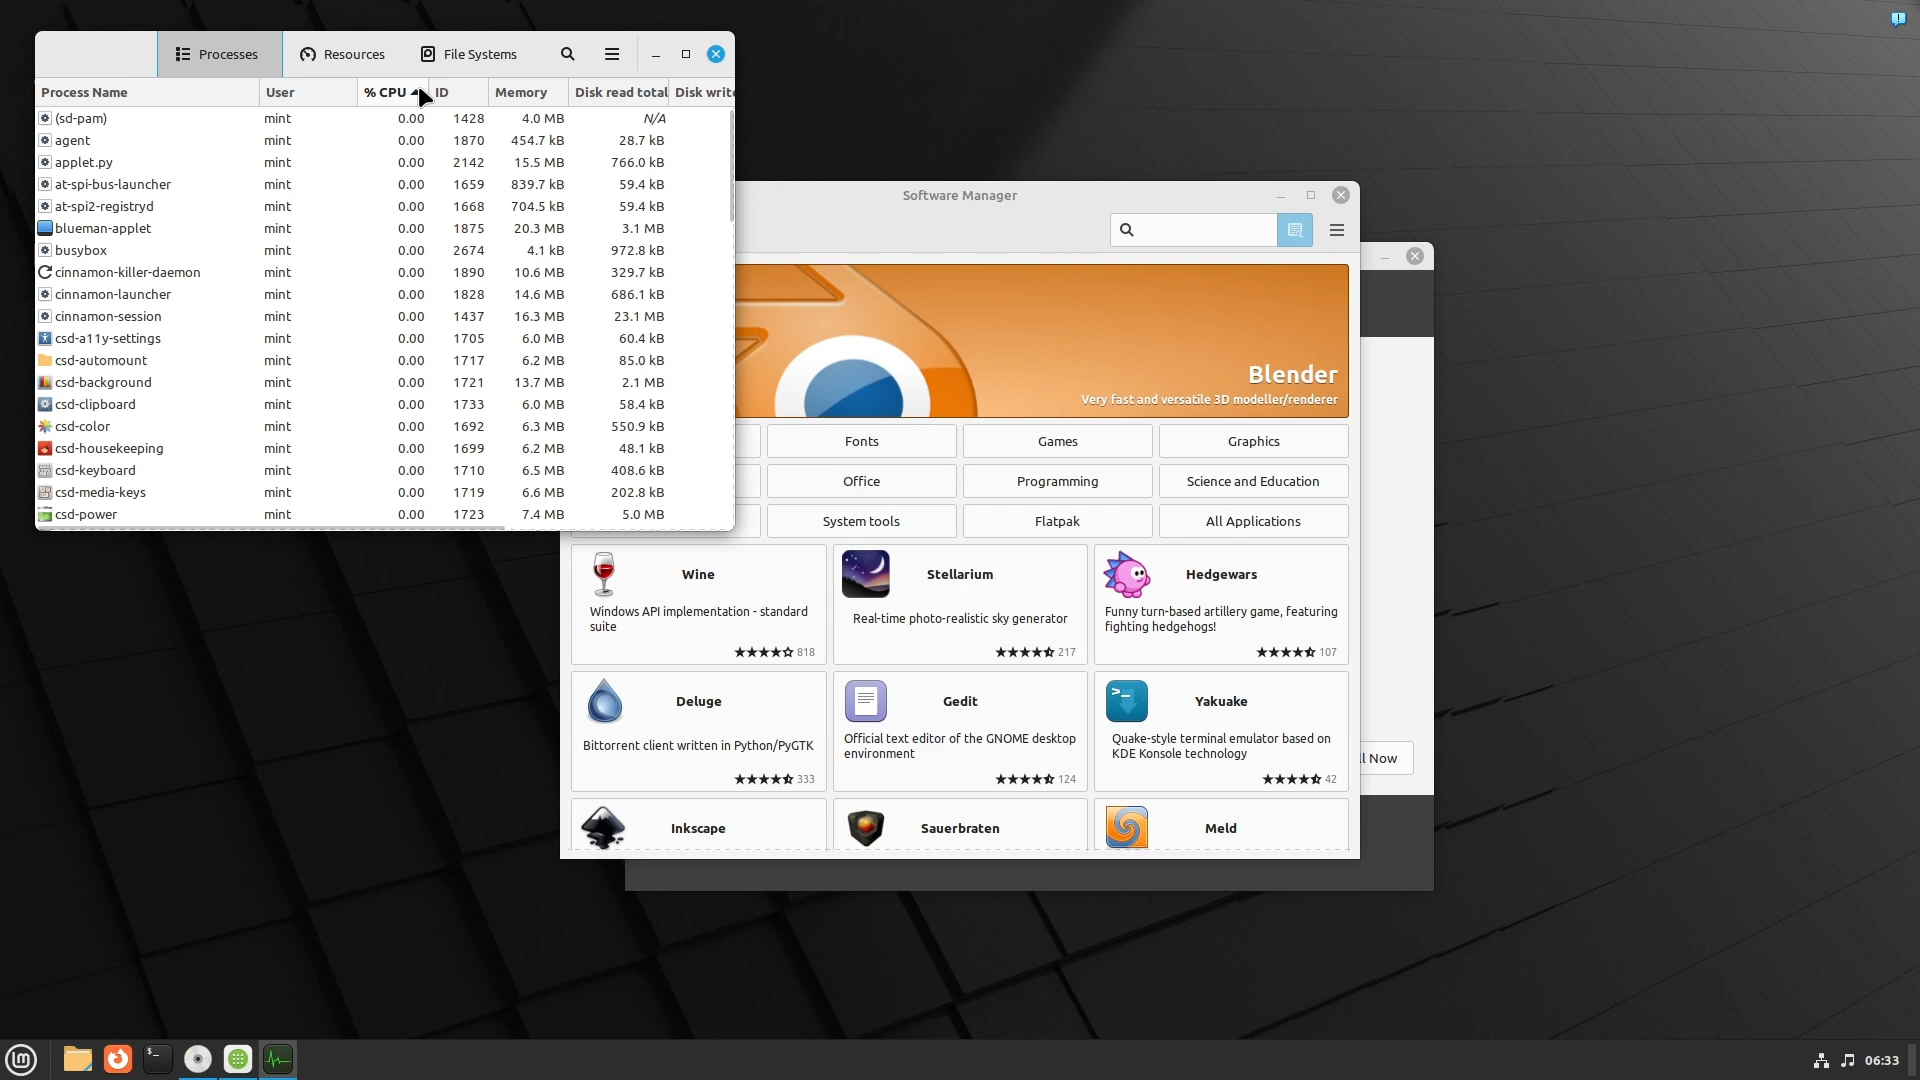 Processes Resources File Systems
Process Name User % CPU ID Memory Disk read total Disk write
(sd-pam) mint 0.00 1428 4.0 MB N/A
agent mint 0.00 1870 454.7 kB 28.7 kB
applet.py mint 0.00 2142 15.5 MB 766.0 kB
at-spi-bus-launcher mint 0.00 1659 839.7 kB 59.4 kB
at-spi2-registryd mint 0.00 1668 704.5 kB 59.4 kB
blueman-applet mint 0.00 1875 20.3 MB 3.1 MB
busybox mint 0.00 2674 4.1 kB 972.8 kB
cinnamon-killer-daemon mint 0.00 1890 10.6 MB 329.7 kB
cinnamon-launcher mint 0.00 1828 14.6 MB 686.1 kB
cinnamon-session mint 0.00 1437 16.3 MB 23.1 MB
csd-a11y-settings mint 0.00 1705 6.0 MB 60.4 kB
csd-automount mint 0.00 1717 6.2 MB 85.0 kB
csd-background mint 0.00 1721 13.7 MB 2.1 MB
csd-clipboard mint 0.00 1733 6.0 MB 58.4 kB
csd-color mint 0.00 1692 6.3 MB 550.9 kB
csd-housekeeping mint 0.00 1699 6.2 MB 48.1 kB
csd-keyboard mint 0.00 1710 6.5 MB 408.6 kB
csd-media-keys mint 0.00 1719 6.6 MB 202.8 kB
csd-power mint 0.00 1723 7.4 MB 5.0 MB
Software Manager
Blender
Very fast and versatile 3D modeller/renderer
Fonts Games Graphics
Office Programming Science and Education
System tools Flatpak All Applications
Wine
Windows API implementation - standard
suite
818
Stellarium
Real-time photo-realistic sky generator
217
Hedgewars
Funny turn-based artillery game, featuring
fighting hedgehogs!
107
Deluge
Bittorrent client written in Python/PyGTK
333
Gedit
Official text editor of the GNOME desktop
environment
124
Yakuake
Quake-style terminal emulator based on
KDE Konsole technology
42
Inkscape Sauerbraten Meld
ll Now
06:33